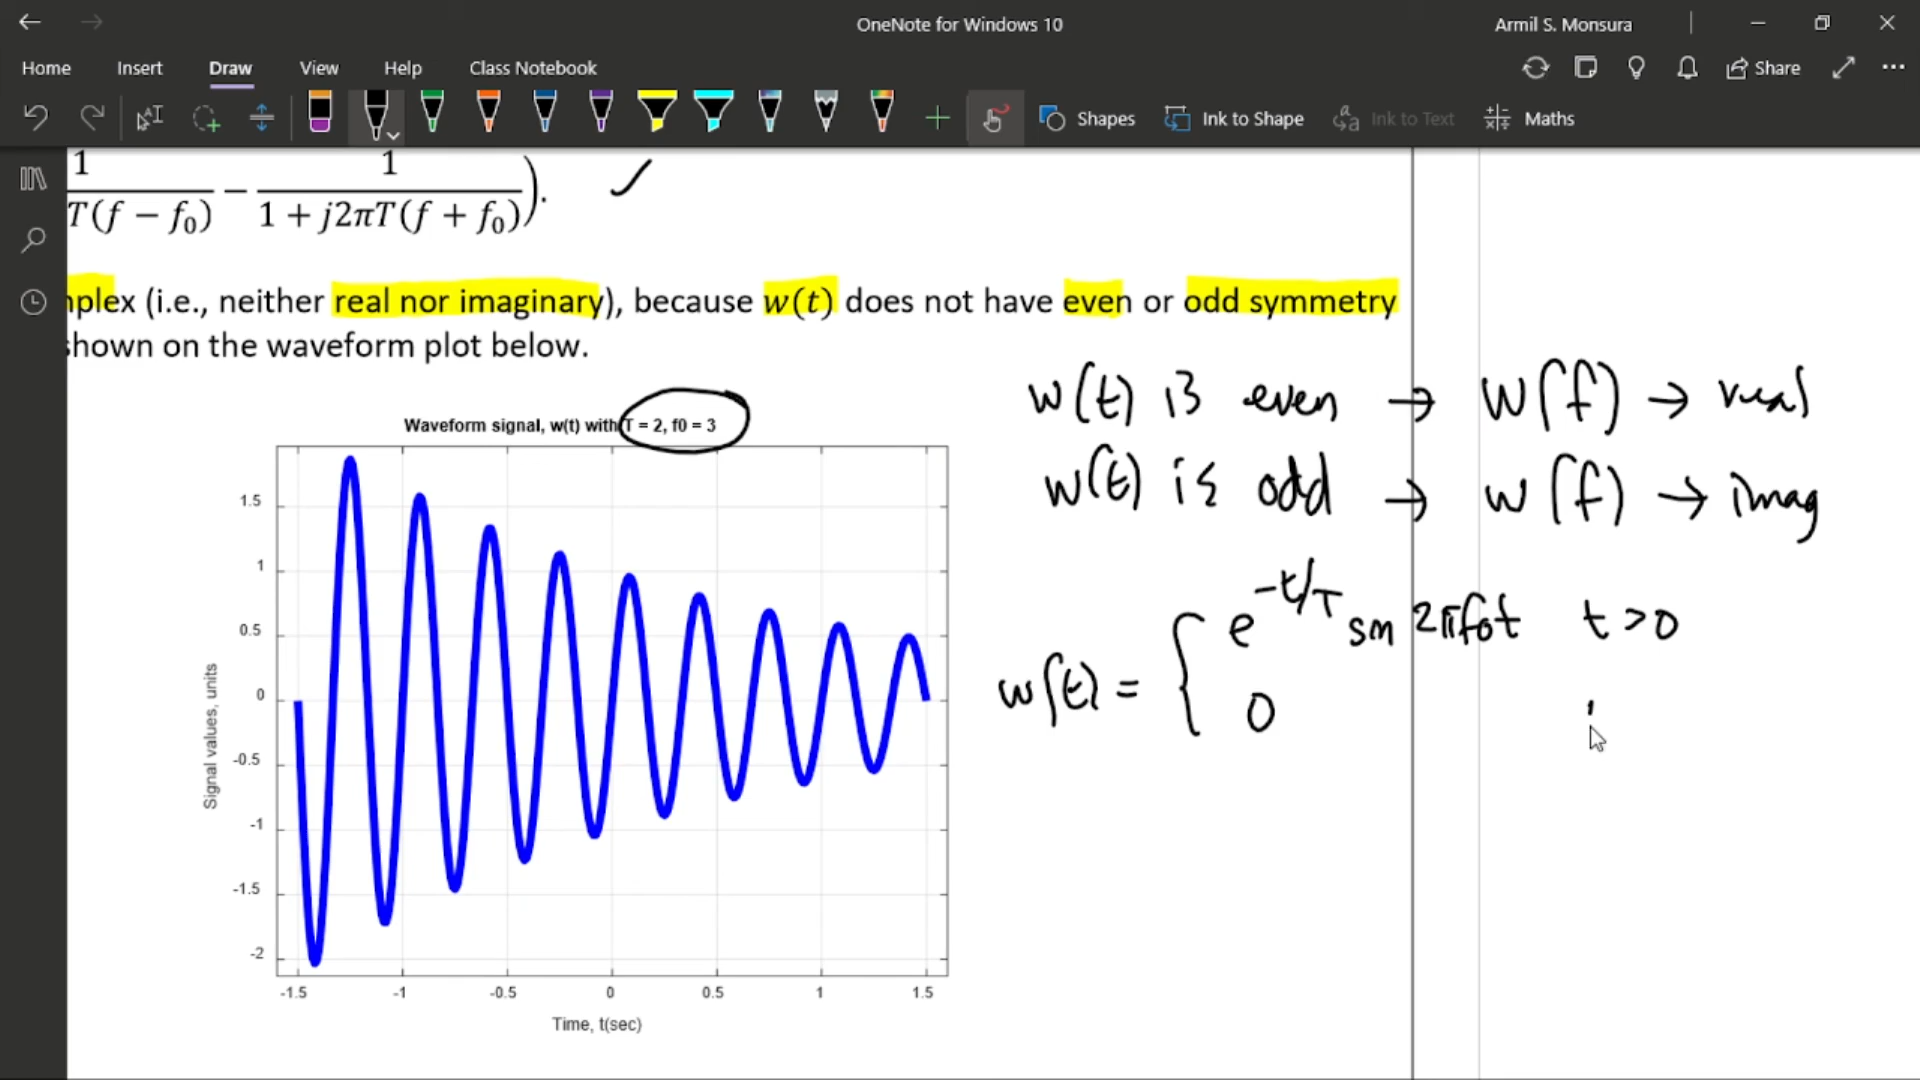 OneNote for Windows 10
Armil S. Monsura
Home Insert Draw View Help Class Notebook
Share
Shapes Ink to Shape Ink to Text Maths
1 1
T(f − f₀) − 1 + j2πT(f + f₀)).
plex (i.e., neither real nor imaginary), because w(t) does not have even or odd symmetry
shown on the waveform plot below.
w(t) is even → W(f) → real
w(t) is odd → W(f) → imag
w(t) = { e^{-t/T} sin 2πf0t t > 0
0
Waveform signal, w(t) with T = 2, f0 = 3
Signal values, units
1.5
1
0.5
0
-0.5
-1
-1.5
-2
-1.5 -1 -0.5 0 0.5 1 1.5
Time, t(sec)